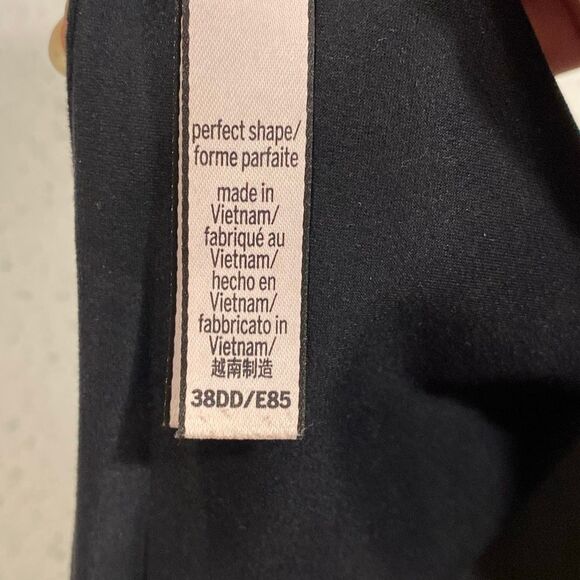 perfect shape/
forme parfaite
made in
Vietnam/
fabriqué au
Vietnam/
hecho en
Vietnam/
fabbricato in
Vietnam/
越南制造
38DD/E85